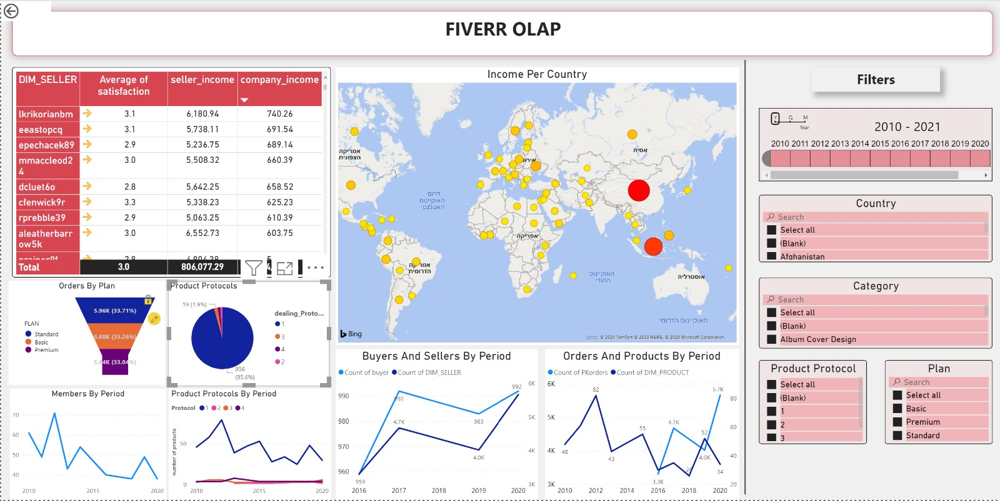 FIVERR OLAP
DIM_SELLER Average of satisfaction seller_income company_income
lkrikorianbm 3.1 6,180.94 740.26
eeastopcq 3.1 5,738.11 691.54
epechacek89 2.9 5,236.75 689.14
mmaccleod2
4 3.0 5,508.32 660.39
dcluet6o 2.8 5,642.25 658.52
cfenwick9r 3.3 5,338.23 625.23
rprebble39 2.9 5,063.25 610.39
aleatherbarr
ow5k 3.0 6,552.73 603.75
Total 3.0 806,077.29
Income Per Country
אמריקה
הצפונית
דרום
האוקיינוס
האטלנטי
אסיה
אפריקה
אמריקה
הדרומית
האוקיינוס
ההודי
אוסטרליה
האוקיינוס הדרומי
Bing
Terms © 2020 TomTom © 2020 HERE, © 2020 Microsoft Corporation
Orders By Plan
PLAN
Standard
Basic
Premium
5.96K (33.71%)
5.88K (33.26%)
5.84K (33.04%)
Product Protocols
19 (1.9%)
956
(95.6%)
dealing_Proto...
1
3
4
2
Members By Period
70
60
50
40
2010 2015 2020
Product Protocols By Period
Protocol 1 2 3 4
number of products
50
0
2010 2015 2020
Buyers And Sellers By Period
Count of buyer Count of DIM_SELLER
990
980
970
960
6K
5K
4K
3K
959
992
4.7K
983
4.0K
992
2016 2017 2018 2019 2020
Orders And Products By Period
Count of PKorders Count of DIM_PRODUCT
6K
5K
4K
3K
80
60
40
20
48
82
43
55
3.3K
4.7K
52
4.0K
5.7K
34
2010 2012 2014 2016 2018 2020
Filters
Y Q M
Year
2010 - 2021
2010 2011 2012 2013 2014 2015 2016 2017 2018 2019 2020
Country
Search
Select all
(Blank)
Afghanistan
Category
Search
Select all
(Blank)
Album Cover Design
Product Protocol
Select all
(Blank)
1
2
3
Plan
Search
Select all
Basic
Premium
Standard